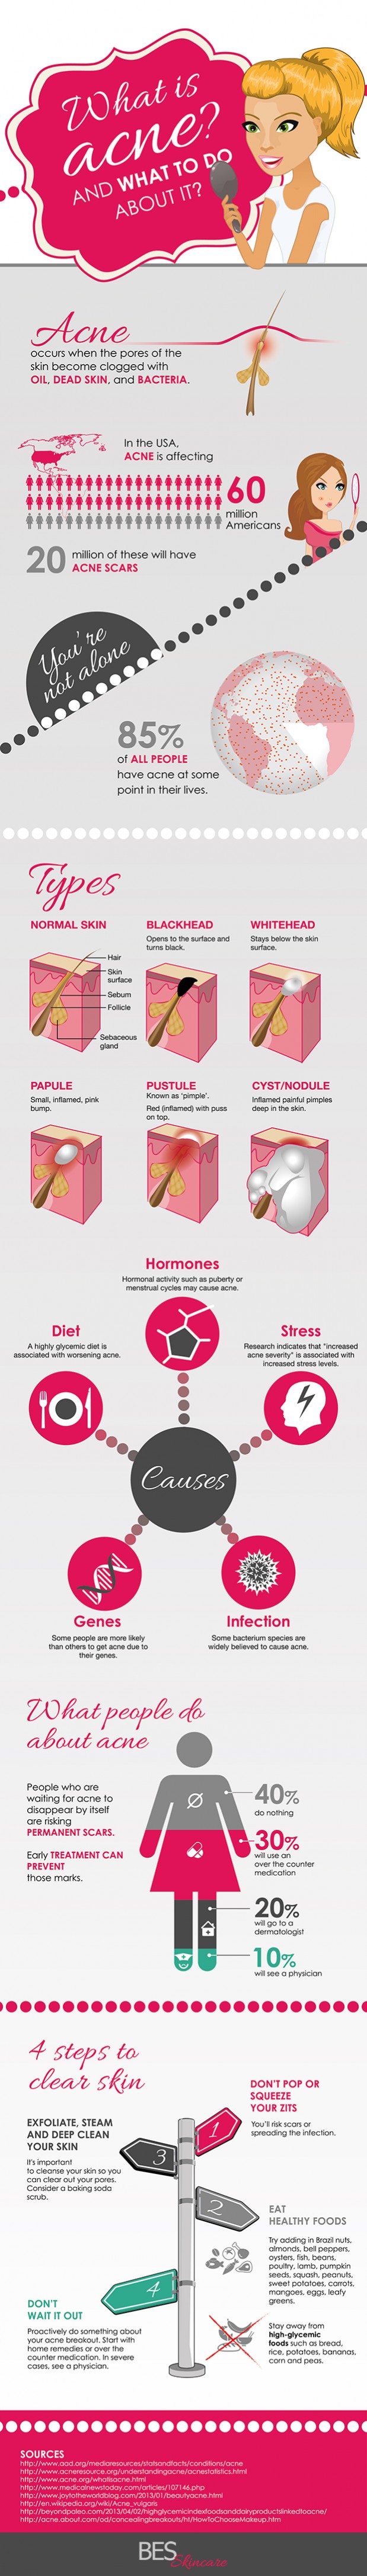 What is
acne?
AND WHAT TO DO
ABOUT IT?
Acne
occurs when the pores of the
skin become clogged with
OIL, DEAD SKIN, and BACTERIA.
In the USA,
ACNE is affecting
60
million
Americans
20 million of these will have
ACNE SCARS
You're
not alone
85%
of ALL PEOPLE
have acne at some
point in their lives.
Types
NORMAL SKIN
Hair
Skin
surface
Sebum
Follicle
Sebaceous
gland
BLACKHEAD
Opens to the surface and
turns black.
WHITEHEAD
Stays below the skin
surface.
PAPULE
Small, inflamed, pink
bump.
PUSTULE
Known as 'pimple'.
Red (inflamed) with puss
on top.
CYST/NODULE
Inflamed painful pimples
deep in the skin.
Hormones
Hormonal activity such as puberty or
menstrual cycles may cause acne.
Diet
A highly glycemic diet is
associated with worsening acne.
Stress
Research indicates that "increased
acne severity" is associated with
increased stress levels.
Causes
Genes
Some people are more likely
than others to get acne due to
their genes.
Infection
Some bacterium species are
widely believed to cause acne.
What people do
about acne
People who are
waiting for acne to
disappear by itself
are risking
PERMANENT SCARS.
Early TREATMENT CAN
PREVENT
those marks.
40%
do nothing
30%
will use an
over the counter
medication
20%
will go to a
dermatologist
10%
will see a physician
4 steps to
clear skin
DON'T POP OR
SQUEEZE
YOUR ZITS
You'll risk scars or
spreading the infection.
1
EXFOLIATE, STEAM
AND DEEP CLEAN
YOUR SKIN
It's important
to cleanse your skin so you
can clear out your pores.
Consider a baking soda
scrub.
3
2
EAT
HEALTHY FOODS
Try adding in Brazil nuts,
almonds, bell peppers,
oysters, fish, beans,
poultry, lamb, pumpkin
seeds, squash, peanuts,
sweet potatoes, carrots,
mangoes, eggs, leafy
greens.
4
DON'T
WAIT IT OUT
Proactively do something about
your acne breakout. Start with
home remedies or over the
counter medication. In severe
cases, see a physician.
Stay away from
high-glycemic
foods such as bread,
rice, potatoes, bananas,
corn and peas.
SOURCES
http://www.aad.org/mediaresources/statsandfacts/conditions/acne
http://www.acneresource.org/understandingacne/acnestatistics.html
http://www.acne.org/whatisacne.html
http://www.medicalnewstoday.com/articles/107146.php
http://www.joytotheworldblog.com/2013/01/beautyacne.html
http://en.wikipedia.org/wiki/Acne_vulgaris
http://beyondpaleo.com/2013/04/02/highglycemicindexfoodsanddairyproductslinkedtoacne/
http://acne.about.com/od/concealingbreakouts/ht/HowToChooseMakeup.htm
BES
Skincare